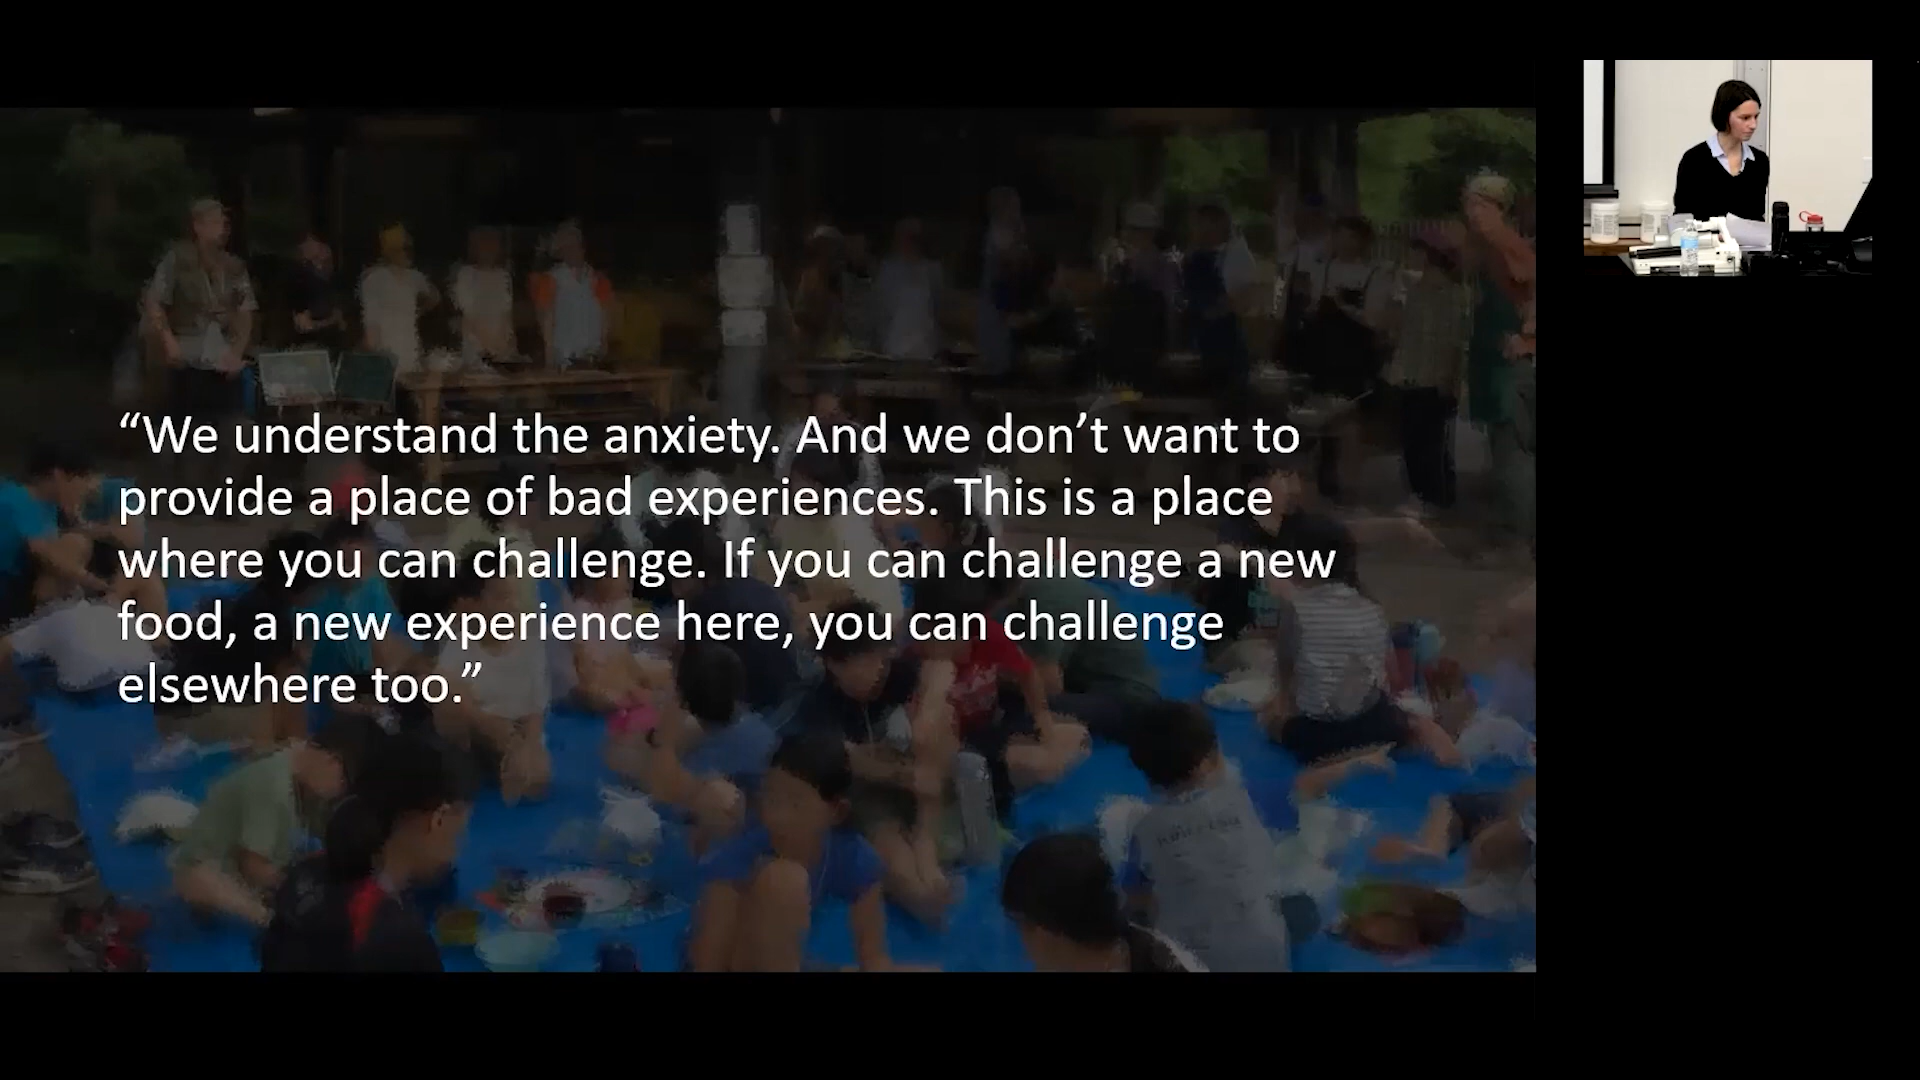 “We understand the anxiety. And we don’t want to
provide a place of bad experiences. This is a place
where you can challenge. If you can challenge a new
food, a new experience here, you can challenge
elsewhere too.”